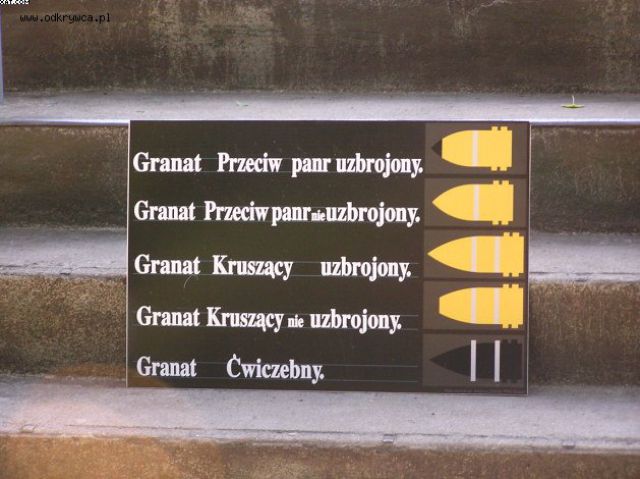 www.odkrywca.pl
Granat Przeciw panr uzbrojony.
Granat Przeciw panr nie uzbrojony.
Granat Kruszący uzbrojony.
Granat Kruszący nie uzbrojony.
Granat Ćwiczebny.